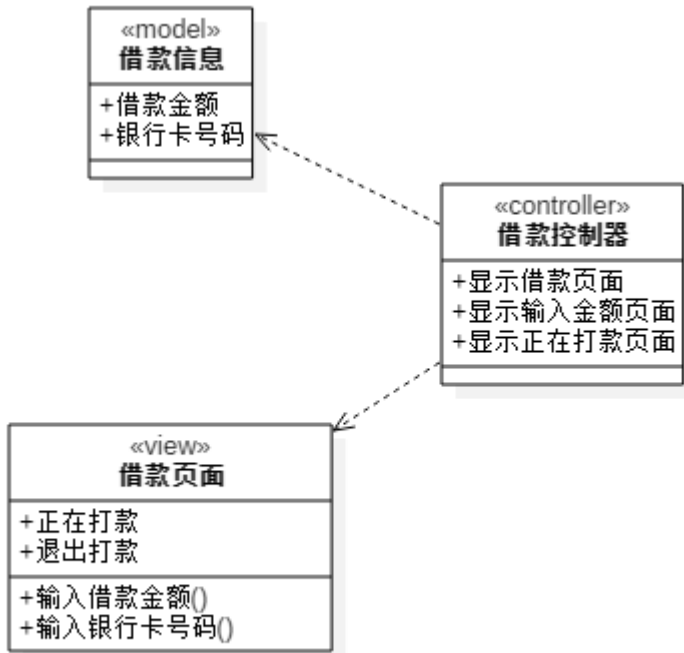 «model»
借款信息
+借款金额
+银行卡号码
«controller»
借款控制器
+显示借款页面
+显示输入金额页面
+显示正在打款页面
«view»
借款页面
+正在打款
+退出打款
+输入借款金额()
+输入银行卡号码()